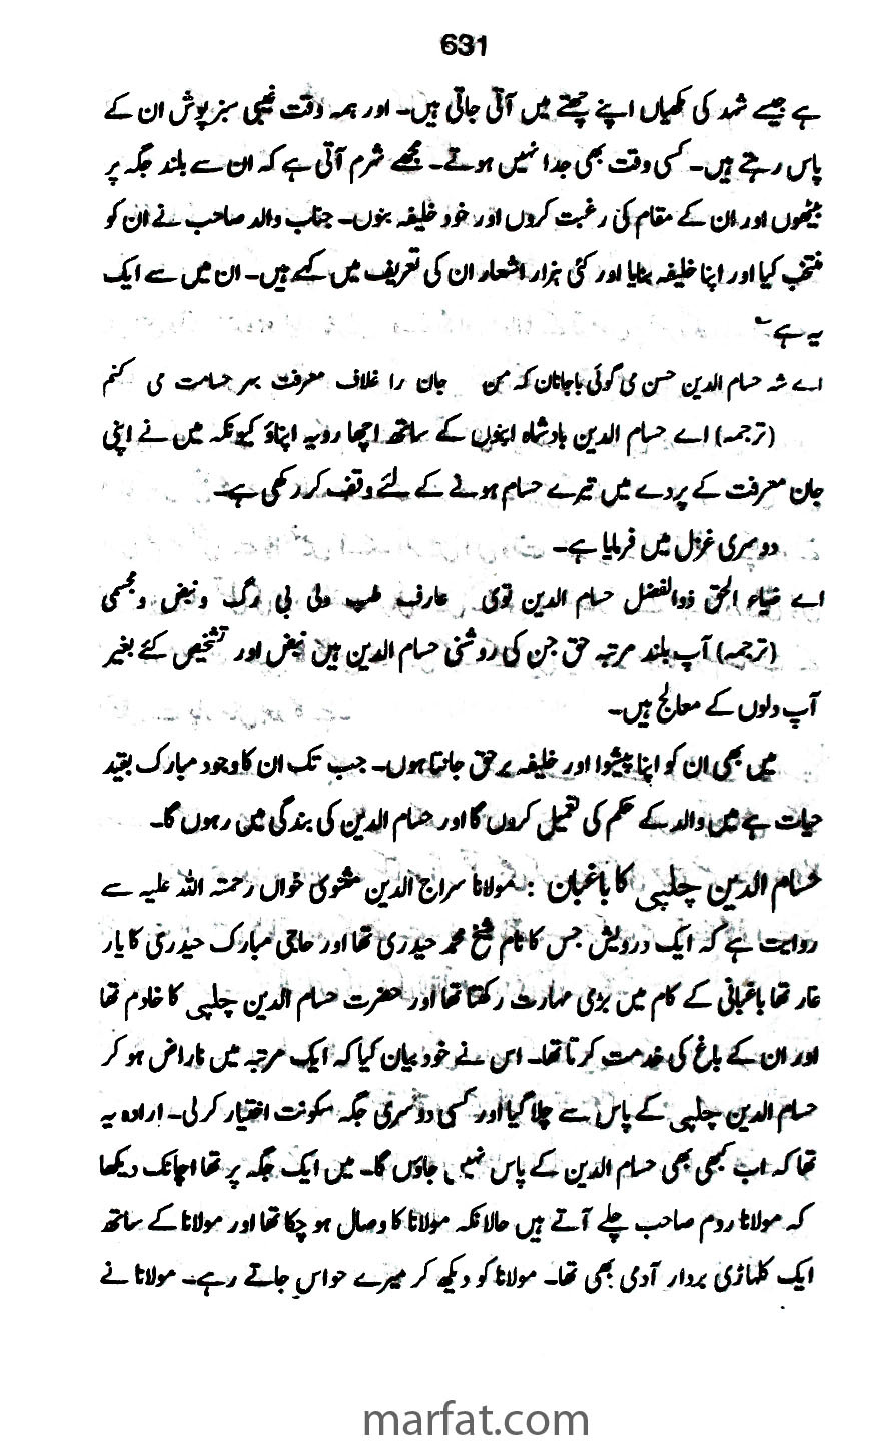 631
ہے جیسے شہد کی مکھیاں اپنے چھتے میں آتی جاتی ہیں۔ اور ہمہ وقت غیبی سبز پوش ان کے
پاس رہتے ہیں۔ کسی وقت بھی جدا نہیں ہوتے۔ مجھے شرم آتی ہے کہ ان سے بلند جگہ پر
بیٹھوں اور ان کے مقام کی رغبت کروں اور خود خلیفہ بنوں۔ جناب والد صاحب نے ان کو
منتخب کیا اور اپنا خلیفہ بنایا اور کئی ہزار اشعار ان کی تعریف میں کہے ہیں۔ ان میں سے ایک
یہ ہے ؎
اے شہ حسام الدین حسن می گوئی باجانان کہ من جان را غلاف معرفت بہر حسامت می کنم
(ترجمہ) اے حسام الدین بادشاہ اپنوں کے ساتھ اچھا رویہ اپناؤ کیونکہ میں نے اپنی
جان معرفت کے پردے میں تیرے حسام ہونے کے لئے وقف کر رکھی ہے۔
دوسری غزل میں فرمایا ہے۔
اے ضیاء الحق ذوالفضل حسام الدین توی عارف طب دلی بی رگ و نبض و مجسمی
(ترجمہ) آپ بلند مرتبہ حق جن کی روشنی حسام الدین ہیں نبض اور تشخیص کئے بغیر
آپ دلوں کے معالج ہیں۔
میں بھی ان کو اپنا پیشوا اور خلیفہ برحق جانتا ہوں۔ جب تک ان کا وجود مبارک بقید
حیات ہے میں والد کے حکم کی تعمیل کروں گا اور حسام الدین کی بندگی میں رہوں گا۔
حسام الدین چلپی کا باغبان : مولانا سراج الدین مثنوی خواں رحمتہ اللہ علیہ سے
روایت ہے کہ ایک درویش جس کا نام شیخ محمد حیدری تھا اور حاجی مبارک حیدری کا یار
غار تھا باغبانی کے کام میں بڑی مہارت رکھتا تھا اور حضرت حسام الدین چلپی کا خادم تھا
اور ان کے باغ کی خدمت کرتا تھا۔ اس نے خود بیان کیا کہ ایک مرتبہ میں ناراض ہو کر
حسام الدین چلپی کے پاس سے چلا گیا اور کسی دوسری جگہ سکونت اختیار کر لی۔ ارادہ یہ
تھا کہ اب کبھی بھی حسام الدین کے پاس نہیں جاؤں گا۔ میں ایک جگہ پر تھا اچانک دیکھا
کہ مولانا روم صاحب چلے آتے ہیں حالانکہ مولانا کا وصال ہو چکا تھا اور مولانا کے ساتھ
ایک کلہاڑی بردار آدمی بھی تھا۔ مولانا کو دیکھ کر میرے حواس جاتے رہے۔ مولانا نے
marfat.com